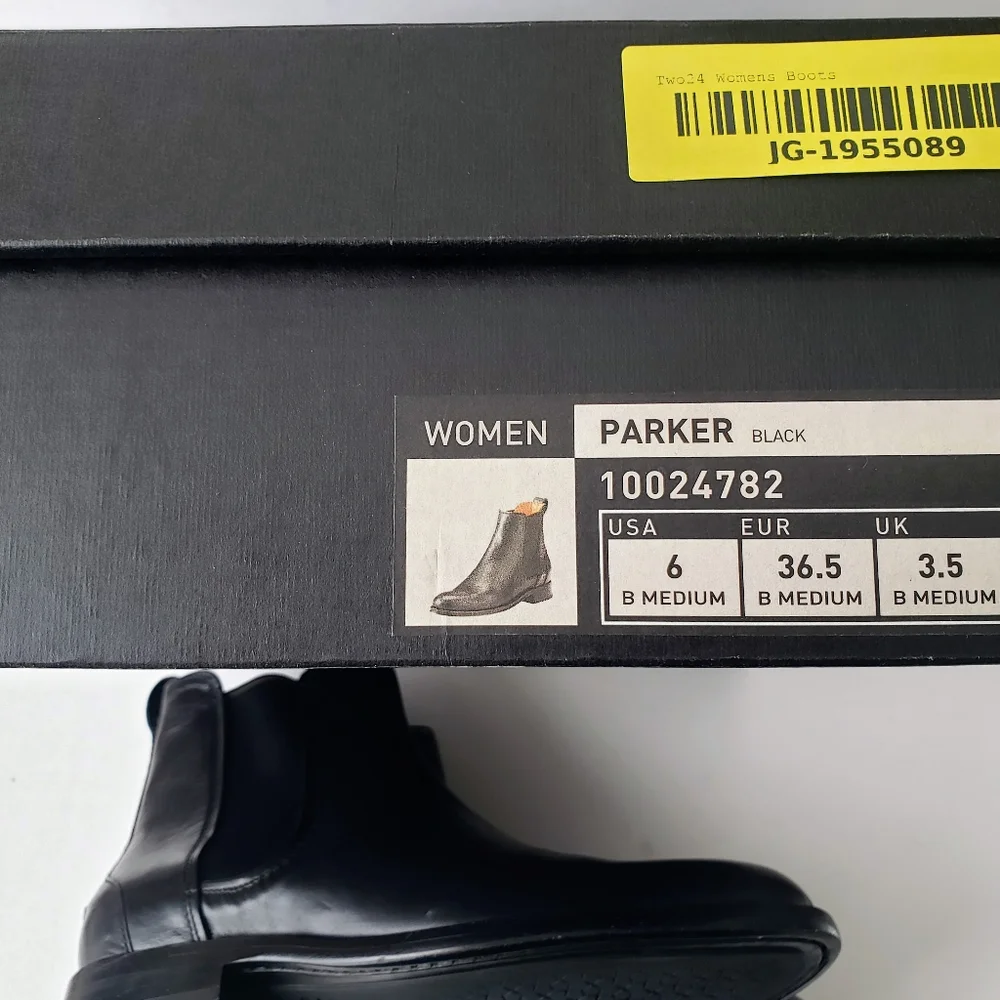 Two24 Womens Boots
JG-1955089
WOMEN
PARKER BLACK
10024782
USA EUR UK
6 36.5 3.5
B MEDIUM B MEDIUM B MEDIUM